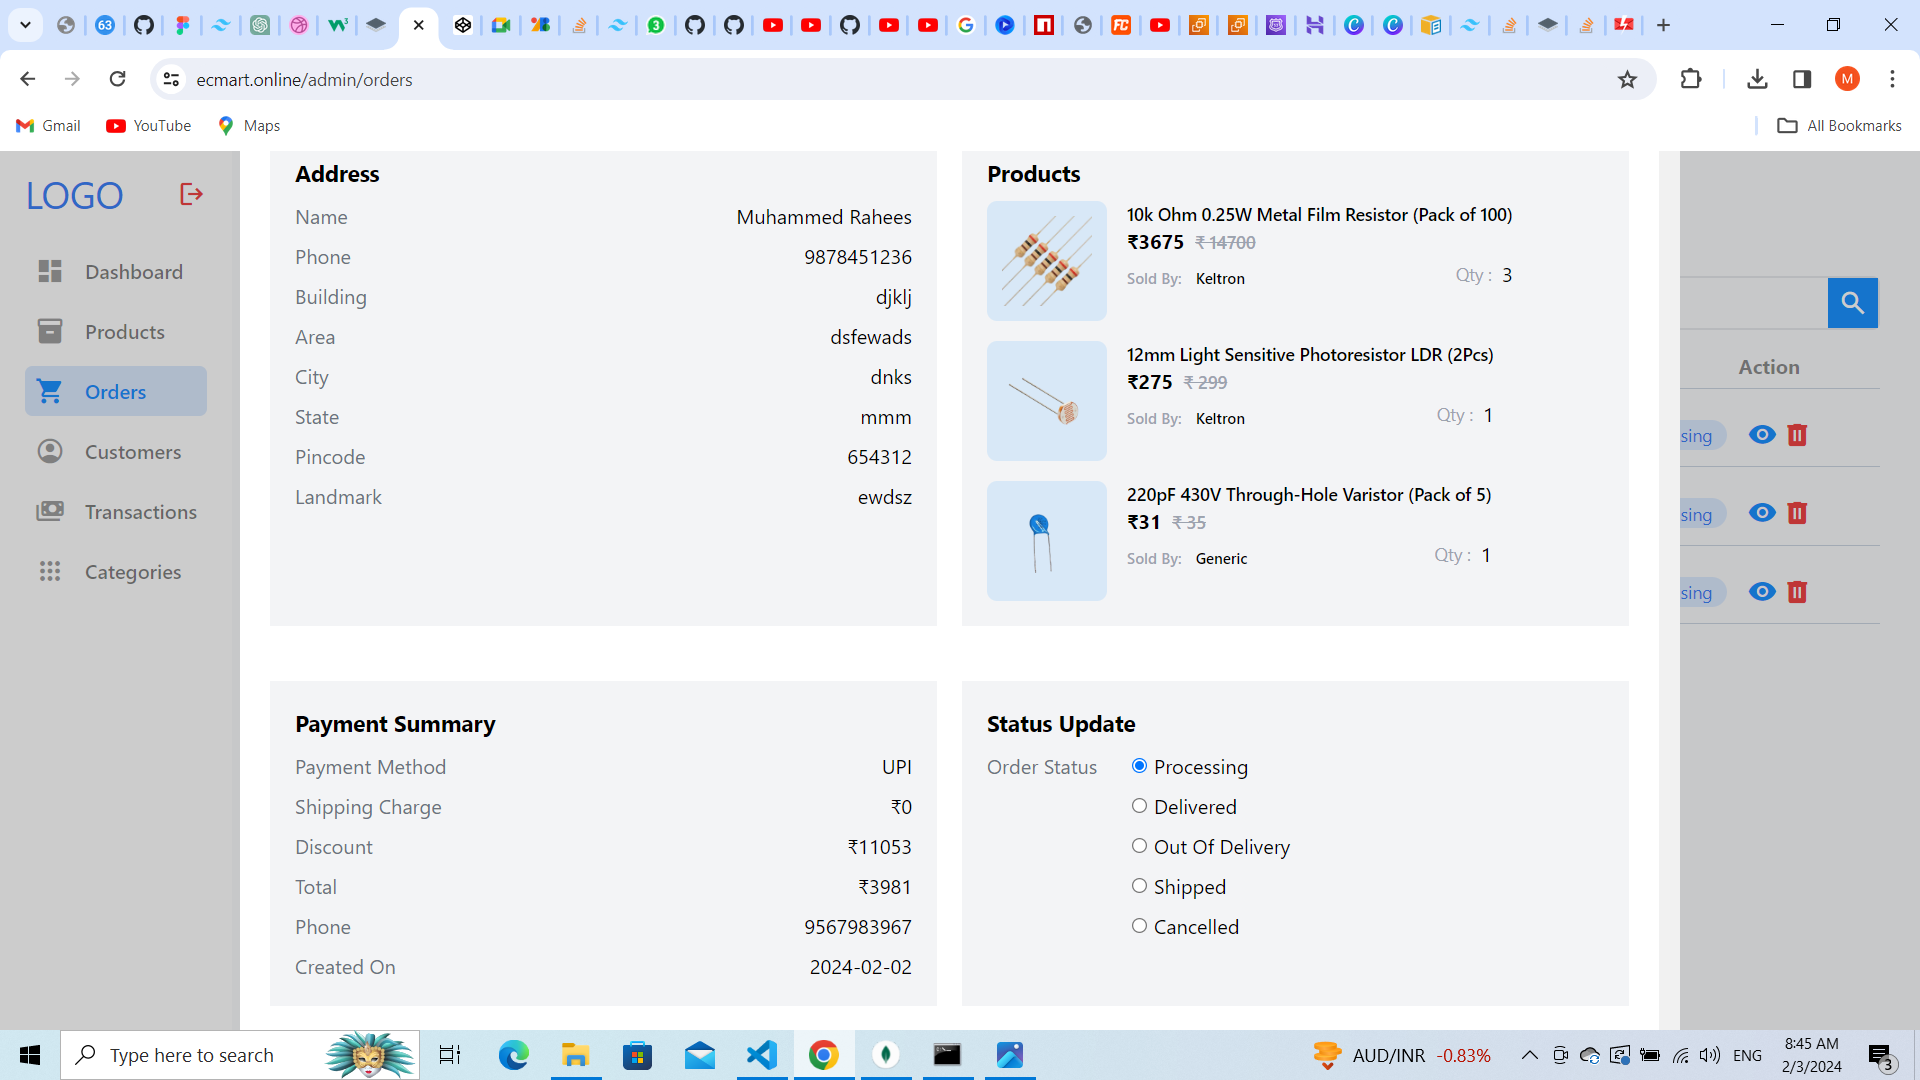 63
3
ecmart.online/admin/orders
M
Gmail
YouTube
Maps
All Bookmarks
LOGO
Dashboard
Products
Orders
Customers
Transactions
Categories
Address
Name Muhammed Rahees
Phone 9878451236
Building djklj
Area dsfewads
City dnks
State mmm
Pincode 654312
Landmark ewdsz
Products
10k Ohm 0.25W Metal Film Resistor (Pack of 100)
₹3675 ₹ 14700
Sold By: Keltron Qty : 3
12mm Light Sensitive Photoresistor LDR (2Pcs)
₹275 ₹ 299
Sold By: Keltron Qty : 1
220pF 430V Through-Hole Varistor (Pack of 5)
₹31 ₹ 35
Sold By: Generic Qty : 1
Action
sing
sing
sing
Payment Summary
Payment Method UPI
Shipping Charge ₹0
Discount ₹11053
Total ₹3981
Phone 9567983967
Created On 2024-02-02
Status Update
Order Status Processing
Delivered
Out Of Delivery
Shipped
Cancelled
Type here to search
AUD/INR -0.83%
ENG
8:45 AM
2/3/2024
3